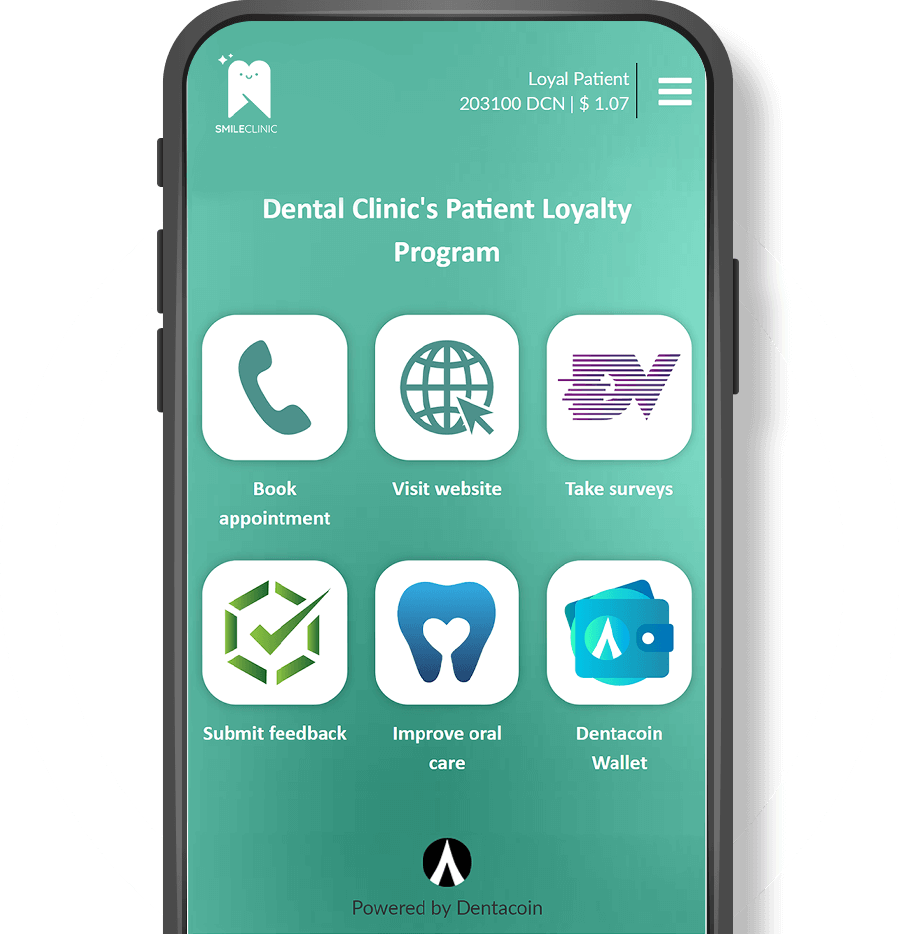 SMILECLINIC
Loyal Patient
203100 DCN | $ 1.07
Dental Clinic's Patient Loyalty
Program
DV
Book
appointment
Visit website
Take surveys
Submit feedback
Improve oral
care
Dentacoin
Wallet
Powered by Dentacoin